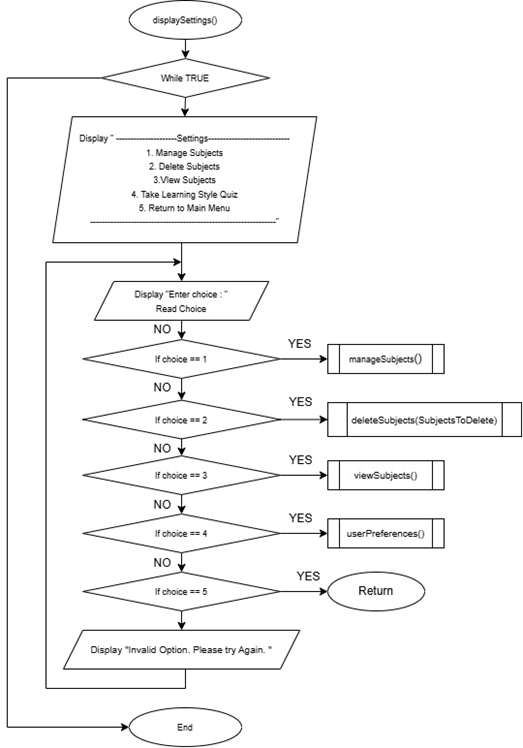 displaySettings()
While TRUE
Display " --------------------Settings---------------------------
1. Manage Subjects
2. Delete Subjects
3.VIew Subjects
4. Take Learning Style Quiz
5. Return to Main Menu
--------------------------------------------------------------"
Display "Enter choice : "
Read Choice
NO
YES
If choice == 1
manageSubjects()
NO
YES
If choice == 2
deleteSubjects(SubjectsToDelete)
NO
YES
If choice == 3
viewSubjects()
NO
YES
If choice == 4
userPreferences()
NO
YES
If choice == 5
Return
Display "Invalid Option. Please try Again. "
End